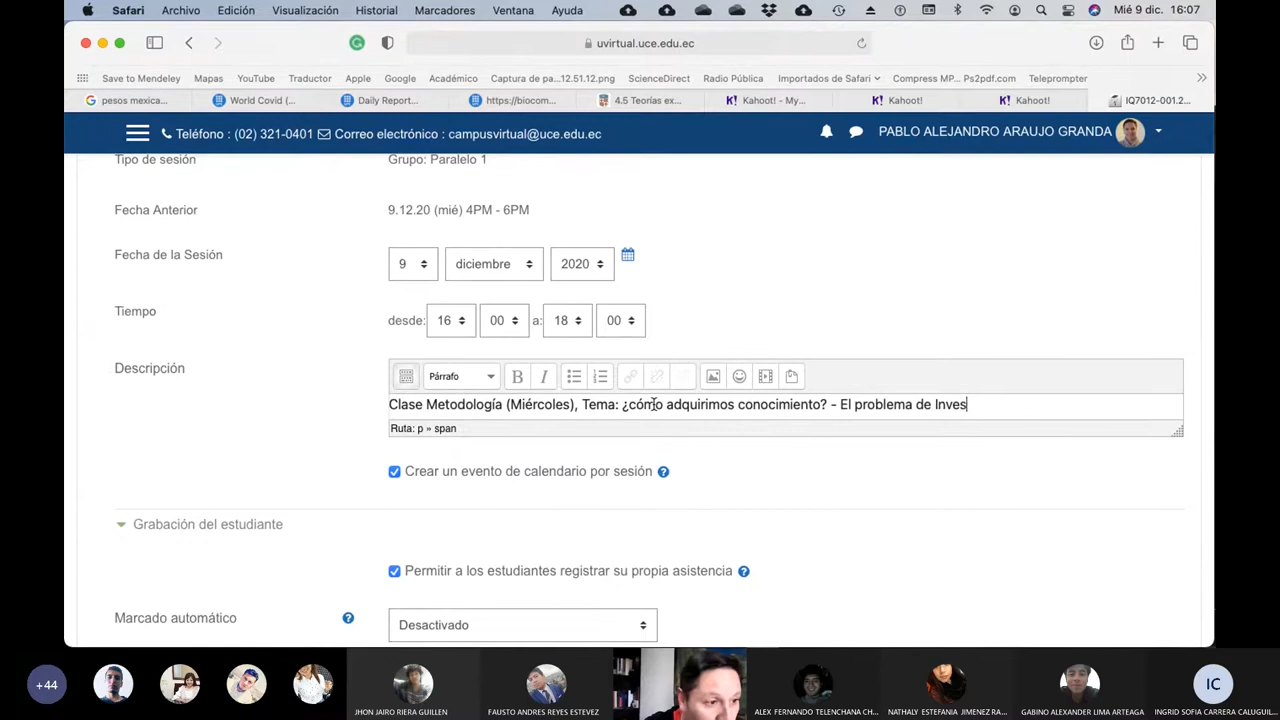 Safari Archivo Edición Visualización Historial Marcadores Ventana Ayuda Mié 9 dic. 16:07
uvirtual.uce.edu.ec
Save to Mendeley Mapas YouTube Traductor Apple Google Académico Captura de pa...12.51.12.png ScienceDirect Radio Pública Importados de Safari Compress MP... Ps2pdf.com Teleprompter
pesos mexica... World Covid (... Daily Report... https://biocom... 4.5 Teorías ex... Kahoot! - My... Kahoot! Kahoot! IQ7012-001.2...
Teléfono : (02) 321-0401 Correo electrónico : campusvirtual@uce.edu.ec PABLO ALEJANDRO ARAUJO GRANDA
Tipo de sesión Grupo: Paralelo 1
Fecha Anterior 9.12.20 (mié) 4PM - 6PM
Fecha de la Sesión 9 diciembre 2020
Tiempo desde: 16 00 a: 18 00
Descripción Párrafo B I
Clase Metodología (Miércoles), Tema: ¿cómo adquirimos conocimiento? - El problema de Inves
Ruta: p » span
Crear un evento de calendario por sesión
Grabación del estudiante
Permitir a los estudiantes registrar su propia asistencia
Marcado automático Desactivado
+44 IC
JHON JAIRO RIERA GUILLEN FAUSTO ANDRES REYES ESTEVEZ ALEX FERNANDO TELENCHANA CH... NATHALY ESTEFANIA JIMENEZ RA... GABINO ALEXANDER LIMA ARTEAGA INGRID SOFIA CARRERA CALUGUIL...